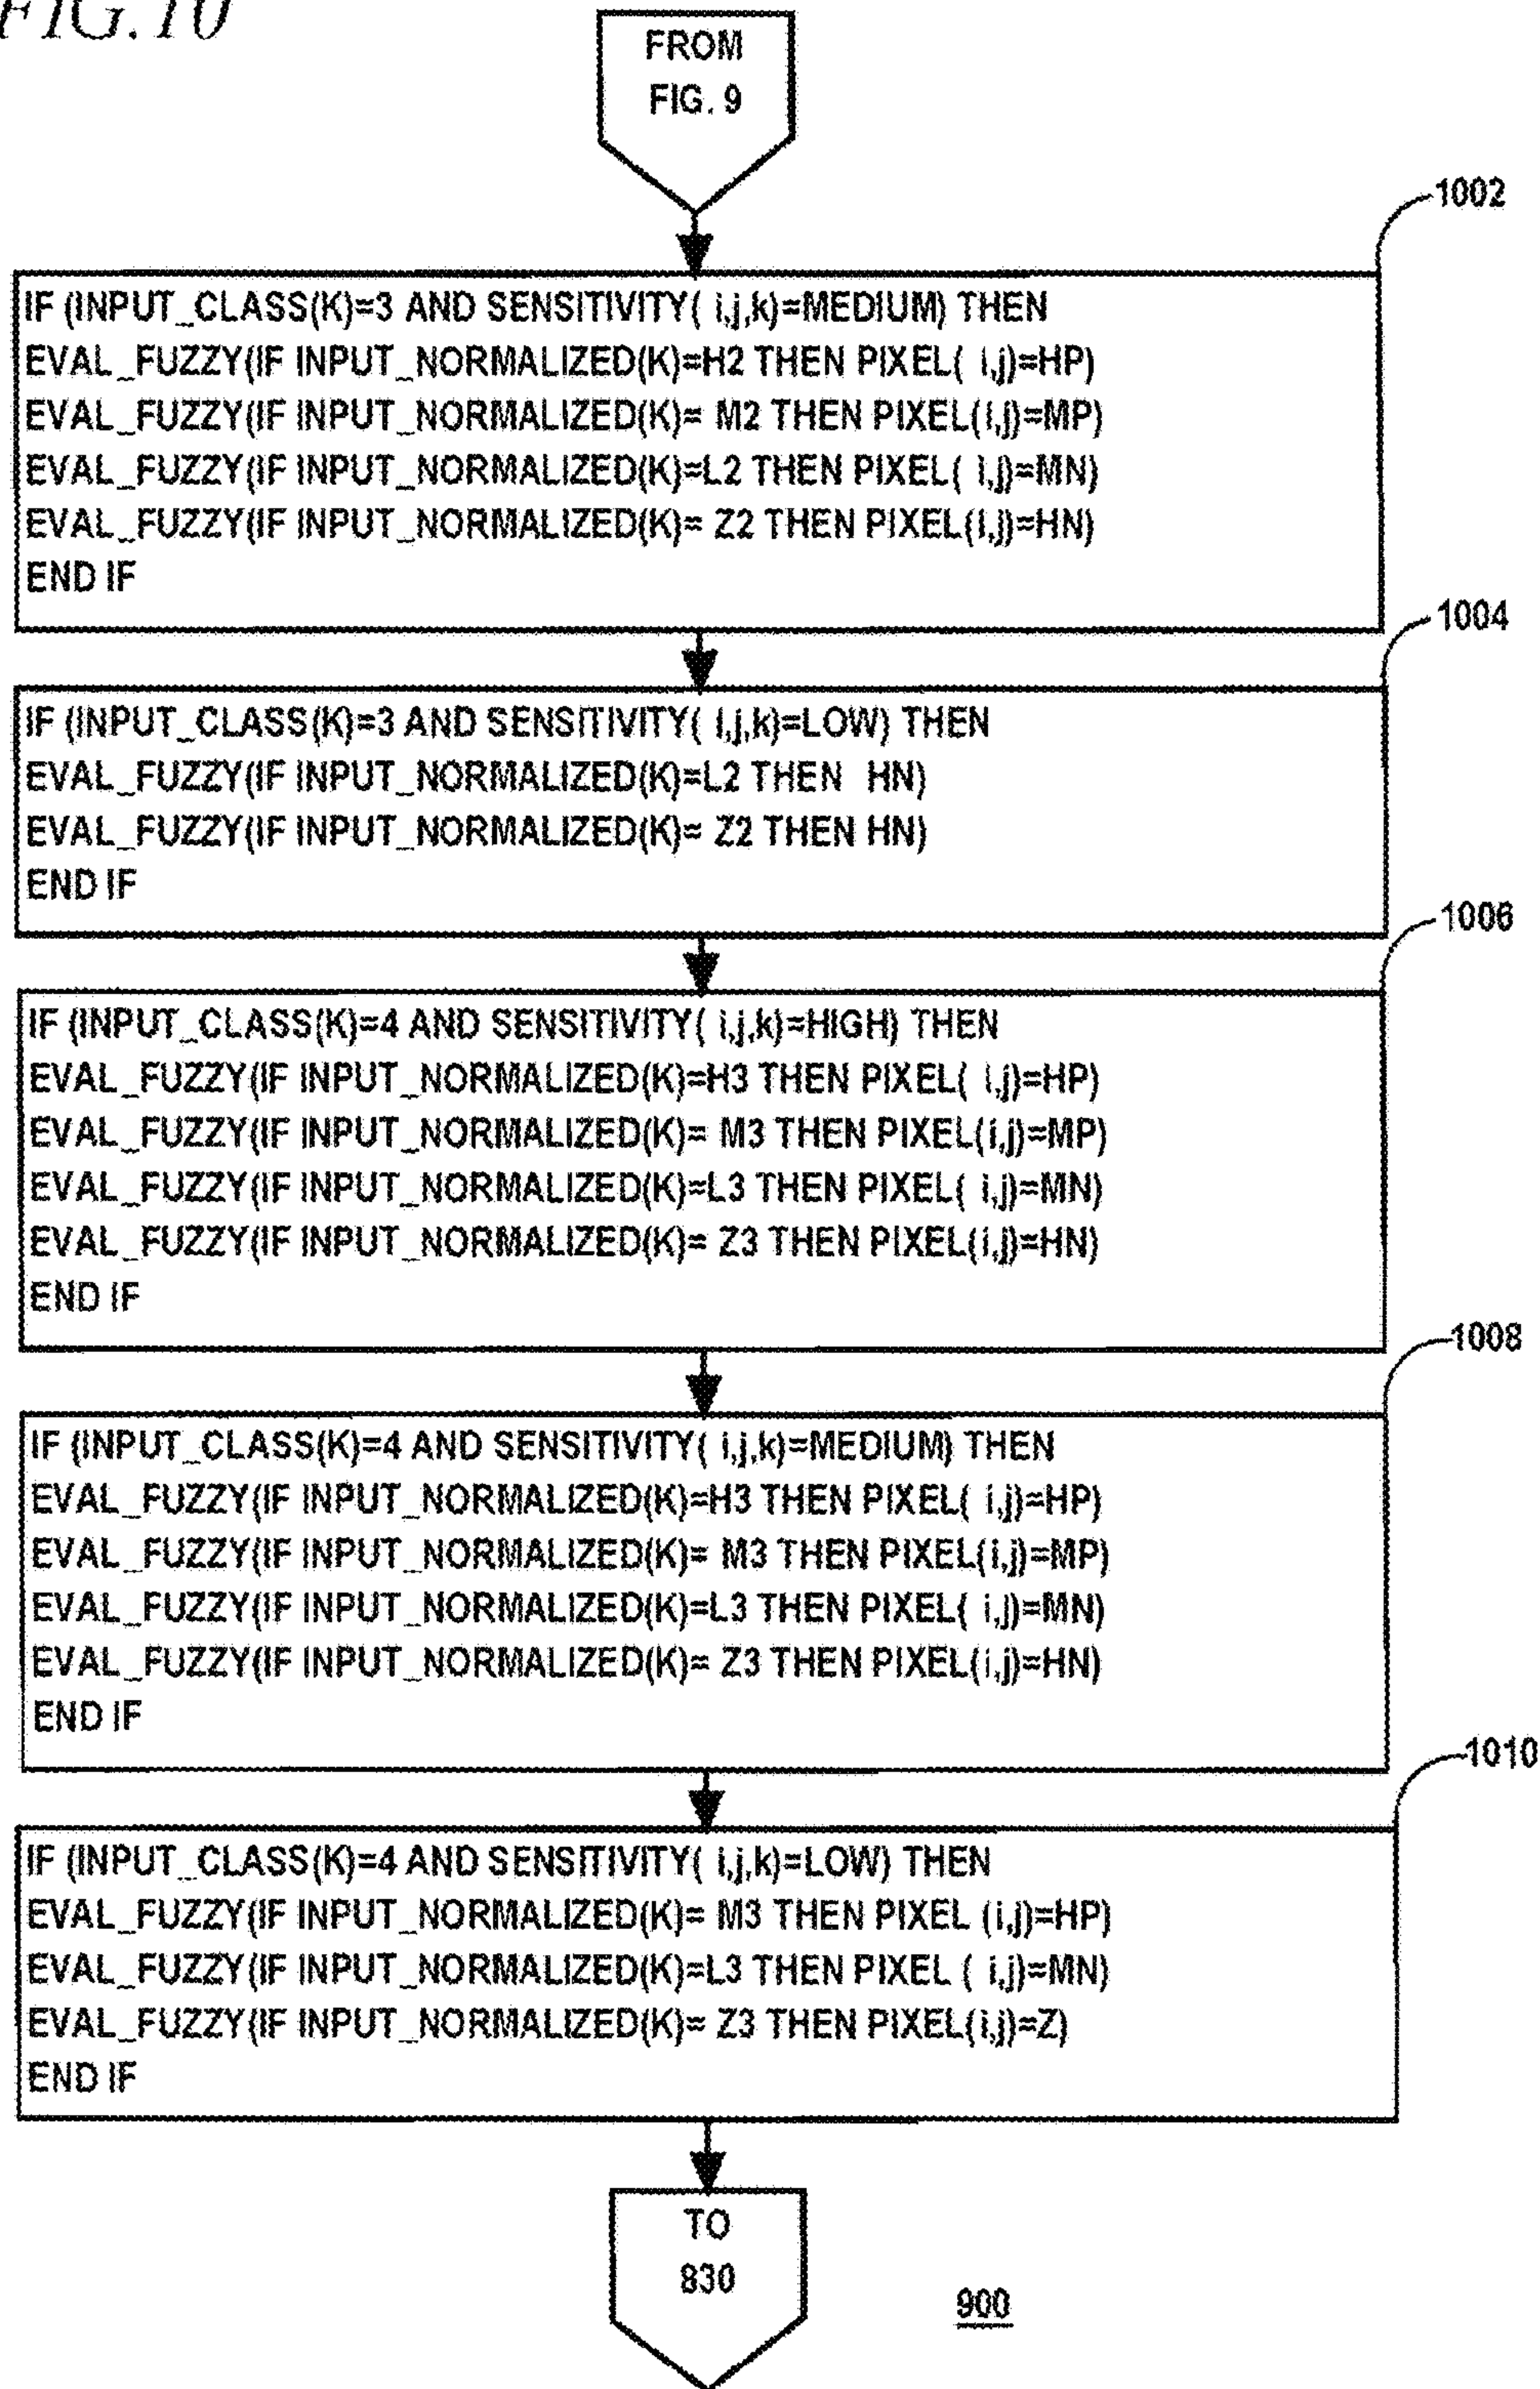 FIG. 10
FROM
FIG. 9
1002
IF (INPUT_CLASS(K)=3 AND SENSITIVITY( i,j,k)=MEDIUM) THEN
EVAL_FUZZY(IF INPUT_NORMALIZED(K)=H2 THEN PIXEL( i,j)=HP)
EVAL_FUZZY(IF INPUT_NORMALIZED(K)= M2 THEN PIXEL(i,j)=MP)
EVAL_FUZZY(IF INPUT_NORMALIZED(K)=L2 THEN PIXEL( i,j)=MN)
EVAL_FUZZY(IF INPUT_NORMALIZED(K)= Z2 THEN PIXEL(i,j)=HN)
END IF
1004
IF (INPUT_CLASS(K)=3 AND SENSITIVITY( i,j,k)=LOW) THEN
EVAL_FUZZY(IF INPUT_NORMALIZED(K)=L2 THEN HN)
EVAL_FUZZY(IF INPUT_NORMALIZED(K)= Z2 THEN HN)
END IF
1006
IF (INPUT_CLASS(K)=4 AND SENSITIVITY( i,j,k)=HIGH) THEN
EVAL_FUZZY(IF INPUT_NORMALIZED(K)=H3 THEN PIXEL( i,j)=HP)
EVAL_FUZZY(IF INPUT_NORMALIZED(K)= M3 THEN PIXEL(i,j)=MP)
EVAL_FUZZY(IF INPUT_NORMALIZED(K)=L3 THEN PIXEL( i,j)=MN)
EVAL_FUZZY(IF INPUT_NORMALIZED(K)= Z3 THEN PIXEL(i,j)=HN)
END IF
1008
IF (INPUT_CLASS(K)=4 AND SENSITIVITY( i,j,k)=MEDIUM) THEN
EVAL_FUZZY(IF INPUT_NORMALIZED(K)=H3 THEN PIXEL( i,j)=HP)
EVAL_FUZZY(IF INPUT_NORMALIZED(K)= M3 THEN PIXEL(i,j)=MP)
EVAL_FUZZY(IF INPUT_NORMALIZED(K)=L3 THEN PIXEL( i,j)=MN)
EVAL_FUZZY(IF INPUT_NORMALIZED(K)= Z3 THEN PIXEL(i,j)=HN)
END IF
1010
IF (INPUT_CLASS(K)=4 AND SENSITIVITY( i,j,k)=LOW) THEN
EVAL_FUZZY(IF INPUT_NORMALIZED(K)= M3 THEN PIXEL (i,j)=HP)
EVAL_FUZZY(IF INPUT_NORMALIZED(K)=L3 THEN PIXEL ( i,j)=MN)
EVAL_FUZZY(IF INPUT_NORMALIZED(K)= Z3 THEN PIXEL(i,j)=Z)
END IF
TO
830
900